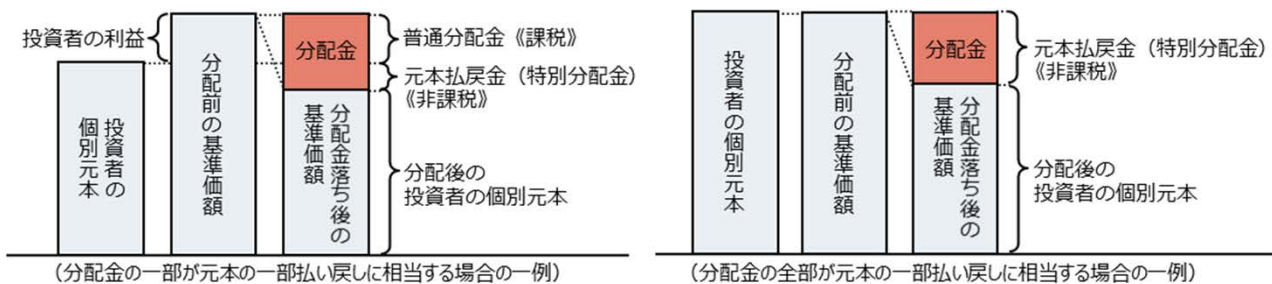 投資者の利益
投資者の
個別元本
分配前の基準価額
分配金
分配金落ち後の
基準価額
普通分配金《課税》
元本払戻金（特別分配金）
《非課税》
分配後の
投資者の個別元本
（分配金の一部が元本の一部払い戻しに相当する場合の一例）
投資者の個別元本
分配前の基準価額
分配金
分配金落ち後の
基準価額
元本払戻金（特別分配金）
《非課税》
分配後の
投資者の個別元本
（分配金の全部が元本の一部払い戻しに相当する場合の一例）